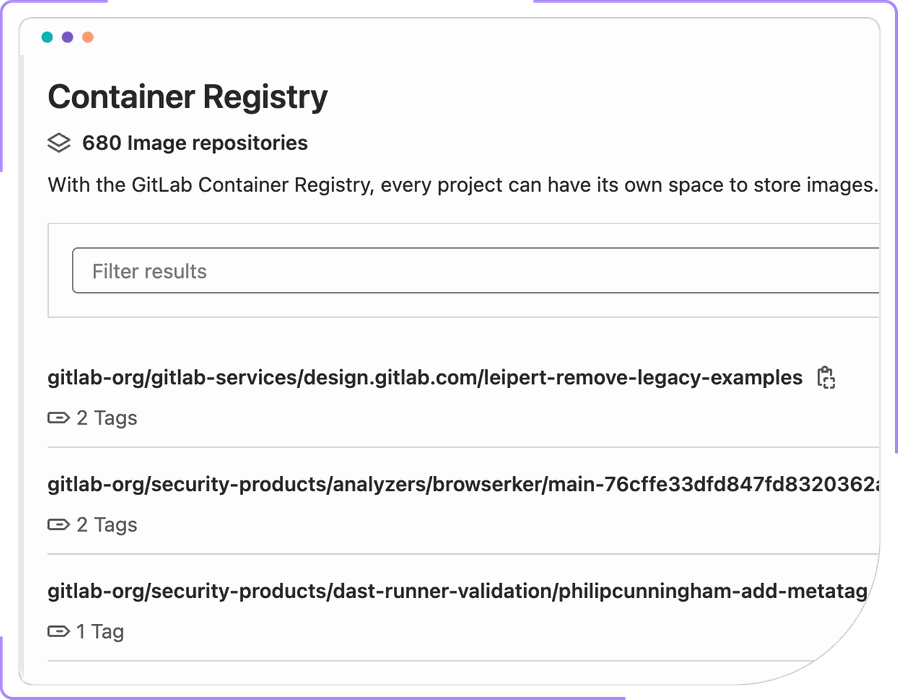 Container Registry
680 Image repositories
With the GitLab Container Registry, every project can have its own space to store images.
Filter results
gitlab-org/gitlab-services/design.gitlab.com/leipert-remove-legacy-examples
2 Tags
gitlab-org/security-products/analyzers/browserker/main-76cffe33dfd847fd8320362a
2 Tags
gitlab-org/security-products/dast-runner-validation/philipcunningham-add-metatag
1 Tag